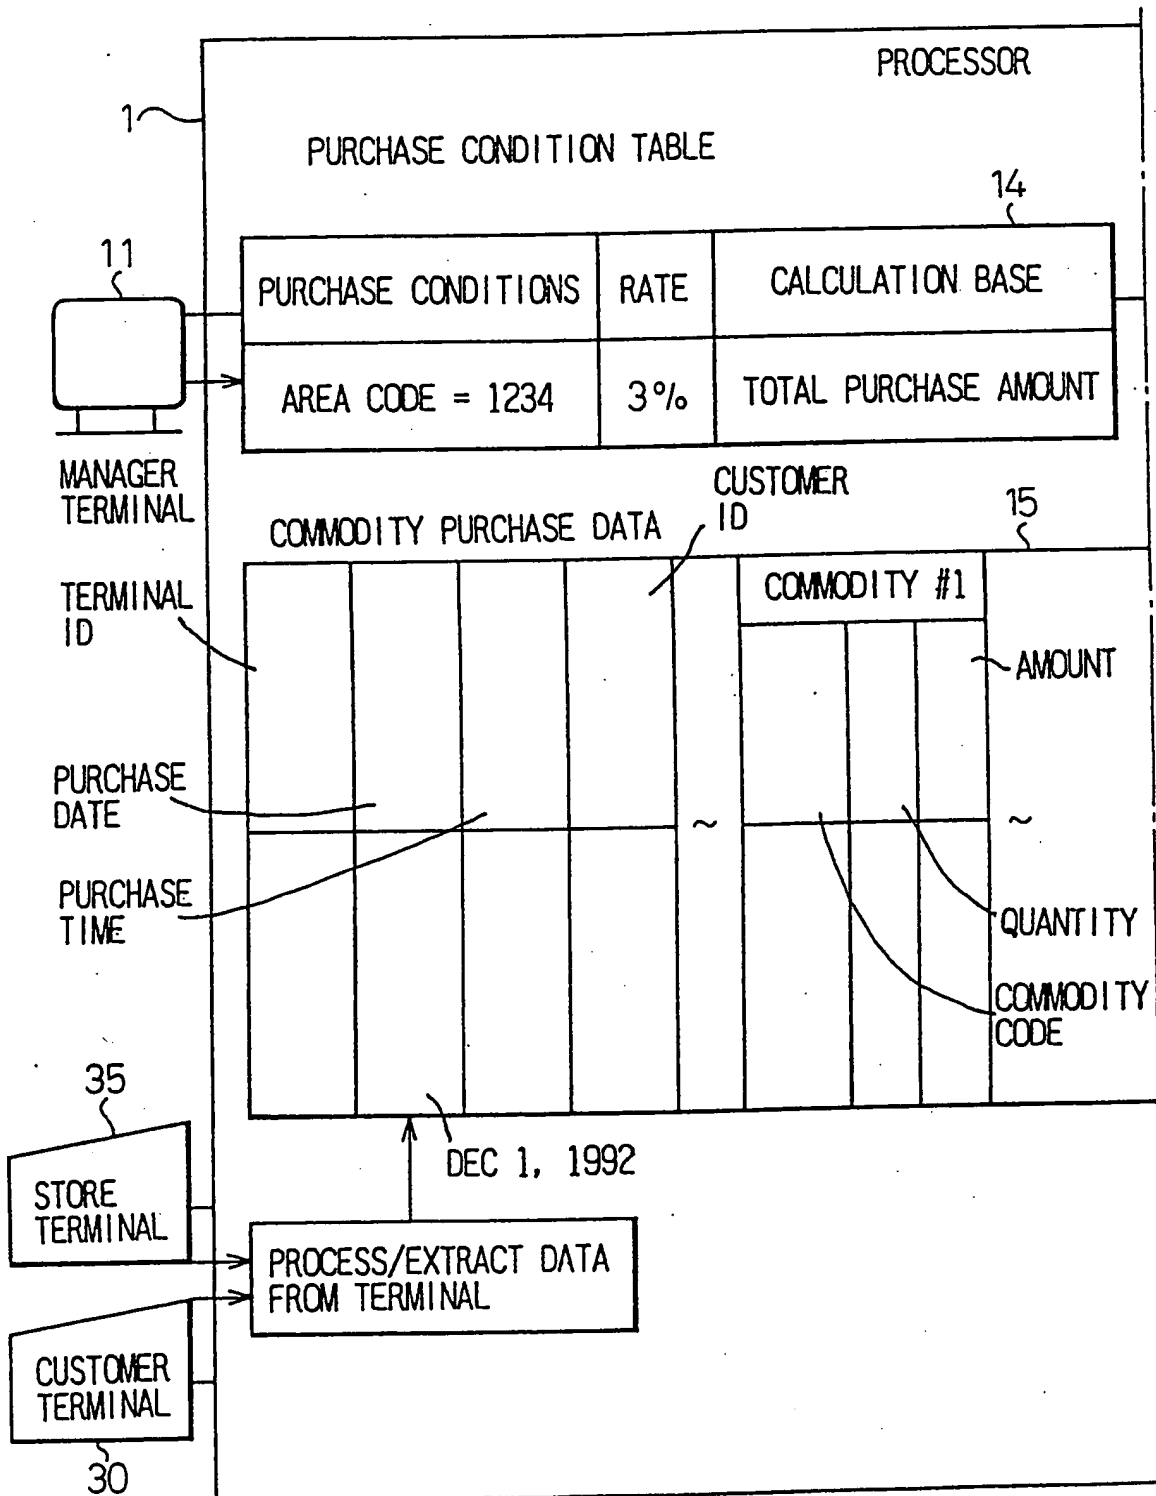 PROCESSOR
1
PURCHASE CONDITION TABLE
14
11
PURCHASE CONDITIONS
RATE
CALCULATION BASE
AREA CODE = 1234
3%
TOTAL PURCHASE AMOUNT
MANAGER
TERMINAL
CUSTOMER
ID
15
COMMODITY PURCHASE DATA
COMMODITY #1
TERMINAL
ID
AMOUNT
PURCHASE
DATE
~
~
PURCHASE
TIME
QUANTITY
COMMODITY
CODE
35
DEC 1, 1992
STORE
TERMINAL
PROCESS/EXTRACT DATA
FROM TERMINAL
CUSTOMER
TERMINAL
30